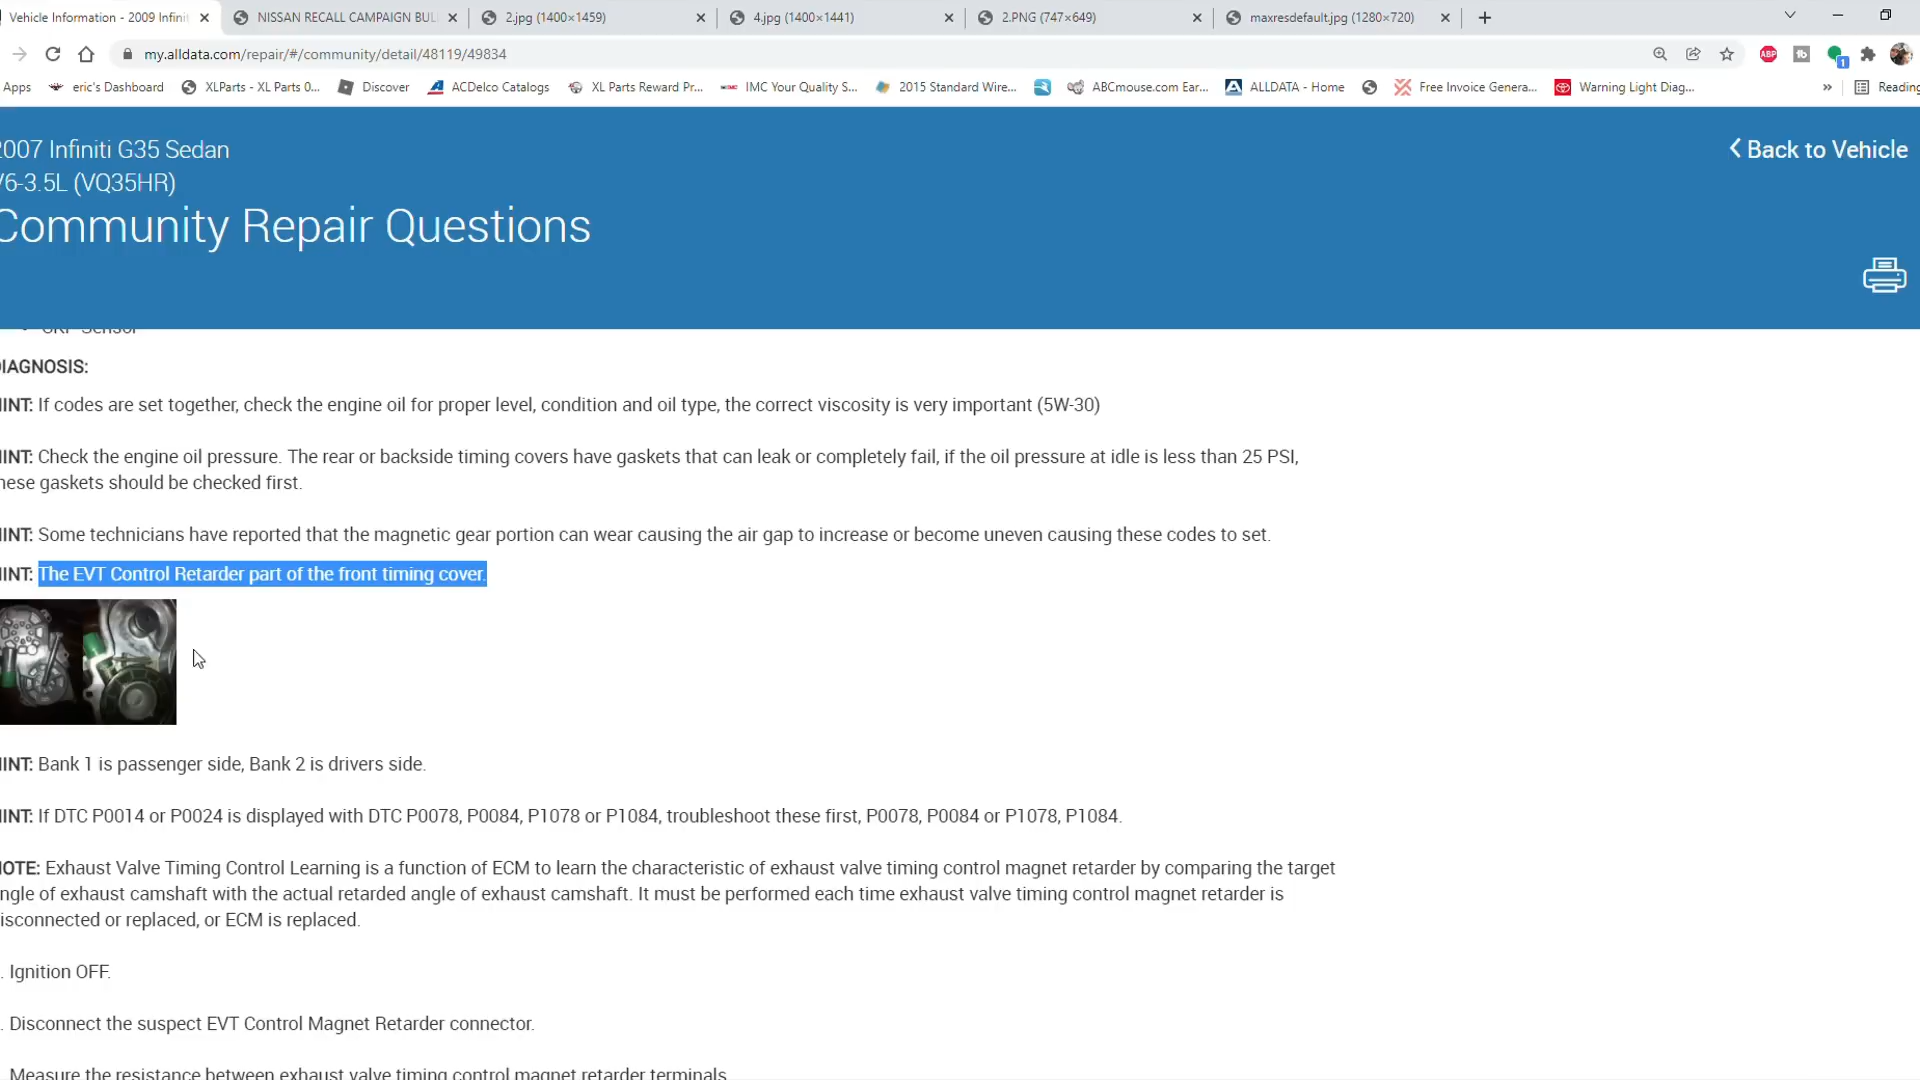 Vehicle Information - 2009 Infinit
NISSAN RECALL CAMPAIGN BUL
2.jpg (1400×1459)
4.jpg (1400×1441)
2.PNG (747×649)
maxresdefault.jpg (1280×720)
my.alldata.com/repair/#/community/detail/48119/49834
ABP
1
Apps
eric's Dashboard
XLParts - XL Parts 0...
Discover
ACDelco Catalogs
XL Parts Reward Pr...
IMC Your Quality S...
2015 Standard Wire...
ABCmouse.com Ear...
ALLDATA - Home
Free Invoice Genera...
Warning Light Diag...
»
Reading
2007 Infiniti G35 Sedan
V6-3.5L (VQ35HR)
Community Repair Questions
Back to Vehicle
Sensor
DIAGNOSIS:
INT: If codes are set together, check the engine oil for proper level, condition and oil type, the correct viscosity is very important (5W-30)
INT: Check the engine oil pressure. The rear or backside timing covers have gaskets that can leak or completely fail, if the oil pressure at idle is less than 25 PSI,
hese gaskets should be checked first.
INT: Some technicians have reported that the magnetic gear portion can wear causing the air gap to increase or become uneven causing these codes to set.
INT: The EVT Control Retarder part of the front timing cover.
INT: Bank 1 is passenger side, Bank 2 is drivers side.
INT: If DTC P0014 or P0024 is displayed with DTC P0078, P0084, P1078 or P1084, troubleshoot these first, P0078, P0084 or P1078, P1084.
OTE: Exhaust Valve Timing Control Learning is a function of ECM to learn the characteristic of exhaust valve timing control magnet retarder by comparing the target
ngle of exhaust camshaft with the actual retarded angle of exhaust camshaft. It must be performed each time exhaust valve timing control magnet retarder is
isconnected or replaced, or ECM is replaced.
. Ignition OFF.
. Disconnect the suspect EVT Control Magnet Retarder connector.
. Measure the resistance between exhaust valve timing control magnet retarder terminals